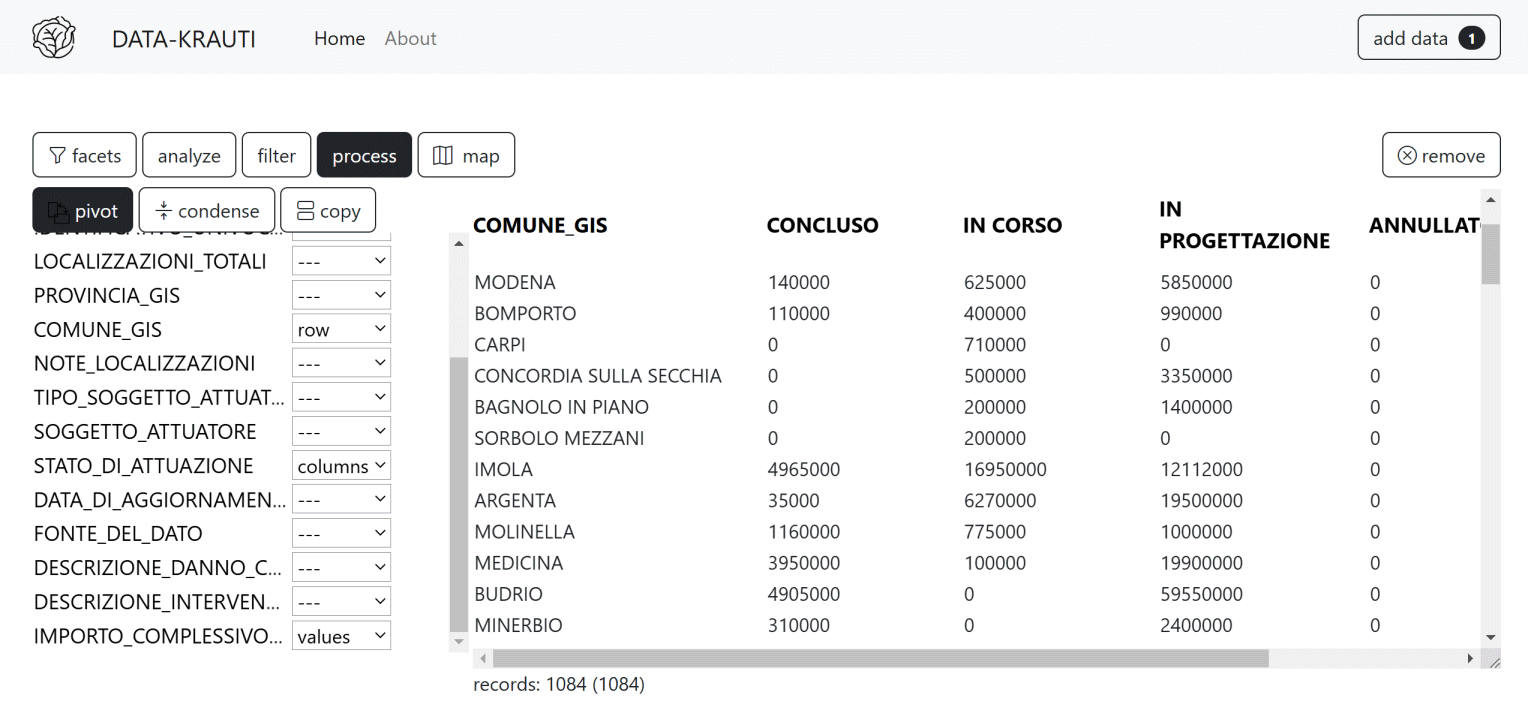 DATA-KRAUTI Home About add data 1
facets analyze filter process map remove
pivot condense copy
COMUNE_GIS CONCLUSO IN CORSO IN PROGETTAZIONE ANNULLAT
LOCALIZZAZIONI_TOTALI ---
PROVINCIA_GIS ---
COMUNE_GIS row
NOTE_LOCALIZZAZIONI ---
TIPO_SOGGETTO_ATTUAT... ---
SOGGETTO_ATTUATORE ---
STATO_DI_ATTUAZIONE columns
DATA_DI_AGGIORNAMEN... ---
FONTE_DEL_DATO ---
DESCRIZIONE_DANNO_C... ---
DESCRIZIONE_INTERVEN... ---
IMPORTO_COMPLESSIVO... values
MODENA 140000 625000 5850000 0
BOMPORTO 110000 400000 990000 0
CARPI 0 710000 0 0
CONCORDIA SULLA SECCHIA 0 500000 3350000 0
BAGNOLO IN PIANO 0 200000 1400000 0
SORBOLO MEZZANI 0 200000 0 0
IMOLA 4965000 16950000 12112000 0
ARGENTA 35000 6270000 19500000 0
MOLINELLA 1160000 775000 1000000 0
MEDICINA 3950000 100000 19900000 0
BUDRIO 4905000 0 59550000 0
MINERBIO 310000 0 2400000 0
records: 1084 (1084)